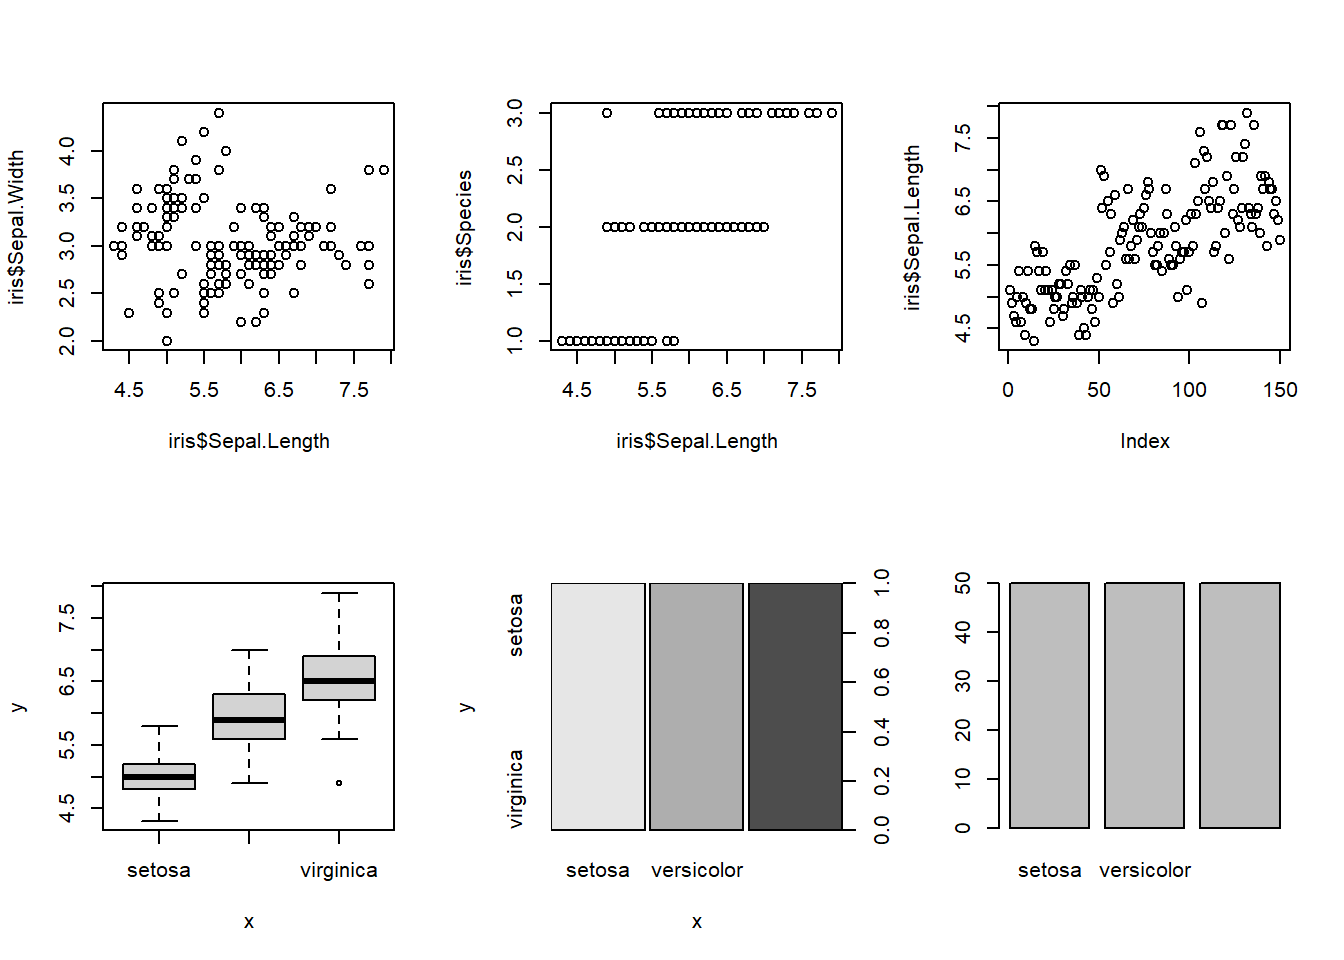 iris$Sepal.Width
2.0 2.5 3.0 3.5 4.0
4.5 5.5 6.5 7.5
iris$Sepal.Length
iris$Species
1.0 1.5 2.0 2.5 3.0
4.5 5.5 6.5 7.5
iris$Sepal.Length
iris$Sepal.Length
4.5 5.5 6.5 7.5
0 50 100 150
Index
y
4.5 5.5 6.5 7.5
setosa virginica
x
y
virginica setosa
0.0 0.2 0.4 0.6 0.8 1.0
setosa versicolor
x
0 10 20 30 40 50
setosa versicolor